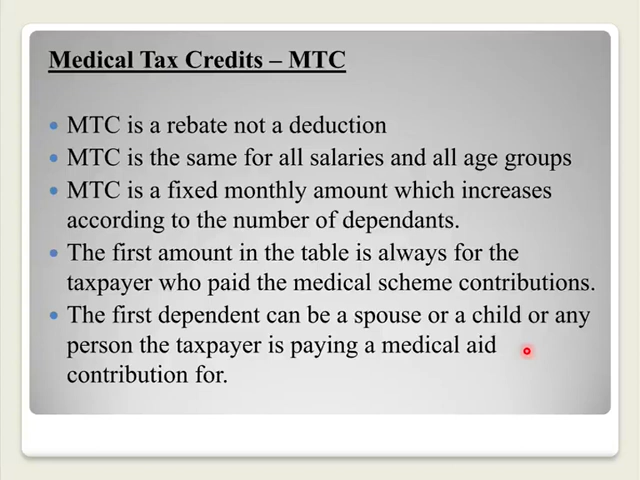 Medical Tax Credits – MTC
MTC is a rebate not a deduction
MTC is the same for all salaries and all age groups
MTC is a fixed monthly amount which increases
according to the number of dependants.
The first amount in the table is always for the
taxpayer who paid the medical scheme contributions.
The first dependent can be a spouse or a child or any
person the taxpayer is paying a medical aid
contribution for.